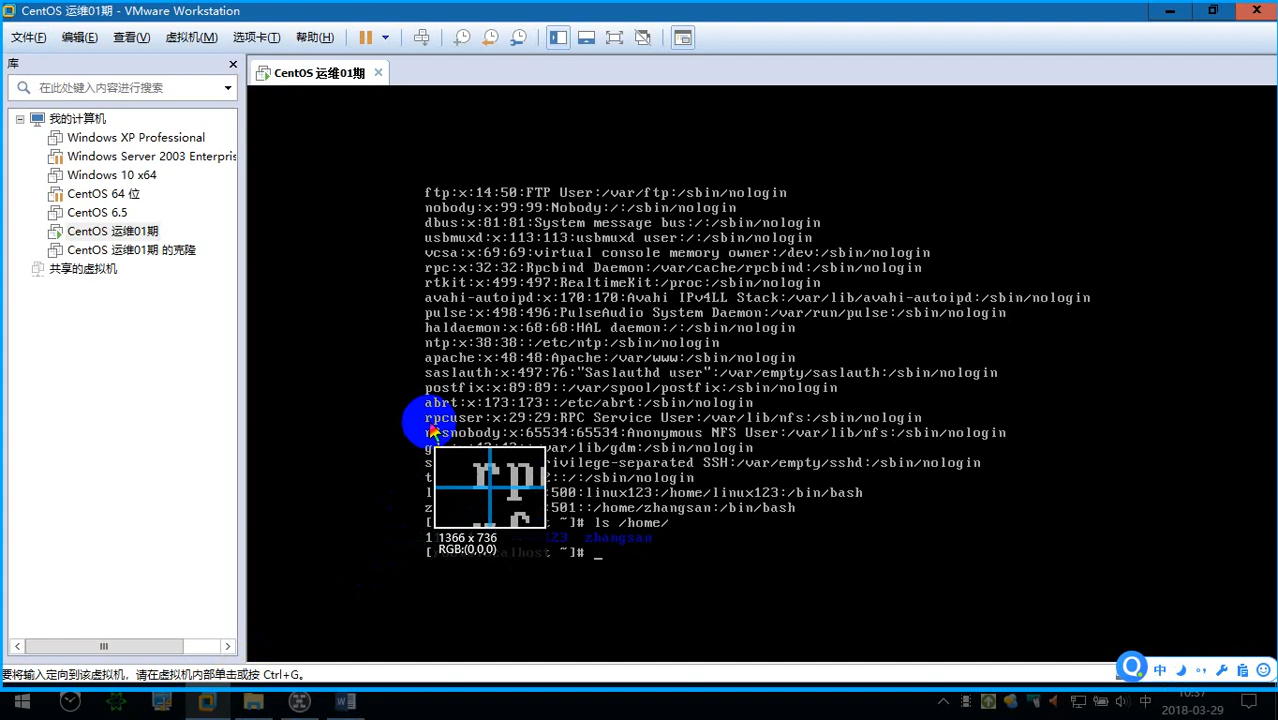 CentOS 运维01期 - VMware Workstation
文件(F) 编辑(E) 查看(V) 虚拟机(M) 选项卡(T) 帮助(H)
库
在此处键入内容进行搜索
我的计算机
Windows XP Professional
Windows Server 2003 Enterpris
Windows 10 x64
CentOS 64 位
CentOS 6.5
CentOS 运维01期
CentOS 运维01期 的克隆
共享的虚拟机
CentOS 运维01期
ftp:x:14:50:FTP User:/var/ftp:/sbin/nologin
nobody:x:99:99:Nobody:/:/sbin/nologin
dbus:x:81:81:System message bus:/:/sbin/nologin
usbmuxd:x:113:113:usbmuxd user:/:/sbin/nologin
vcsa:x:69:69:virtual console memory owner:/dev:/sbin/nologin
rpc:x:32:32:Rpcbind Daemon:/var/cache/rpcbind:/sbin/nologin
rtkit:x:499:497:RealtimeKit:/proc:/sbin/nologin
avahi-autoipd:x:170:170:Avahi IPv4LL Stack:/var/lib/avahi-autoipd:/sbin/nologin
pulse:x:498:496:PulseAudio System Daemon:/var/run/pulse:/sbin/nologin
haldaemon:x:68:68:HAL daemon:/:/sbin/nologin
ntp:x:38:38::/etc/ntp:/sbin/nologin
apache:x:48:48:Apache:/var/www:/sbin/nologin
saslauth:x:497:76:"Saslauthd user":/var/empty/saslauth:/sbin/nologin
postfix:x:89:89::/var/spool/postfix:/sbin/nologin
abrt:x:173:173::/etc/abrt:/sbin/nologin
rpcuser:x:29:29:RPC Service User:/var/lib/nfs:/sbin/nologin
snobody:x:65534:65534:Anonymous NFS User:/var/lib/nfs:/sbin/nologin
var/lib/gdm:/sbin/nologin
ivilege-separated SSH:/var/empty/sshd:/sbin/nologin
::/:/sbin/nologin
:500:linux123:/home/linux123:/bin/bash
:501::/home/zhangsan:/bin/bash
~]# ls /home/
123 zhangsan
~]# _
1366 x 736
RGB:(0,0,0)
要将输入定向到该虚拟机，请在虚拟机内部单击或按 Ctrl+G。
中
中
10:37
2018-03-29